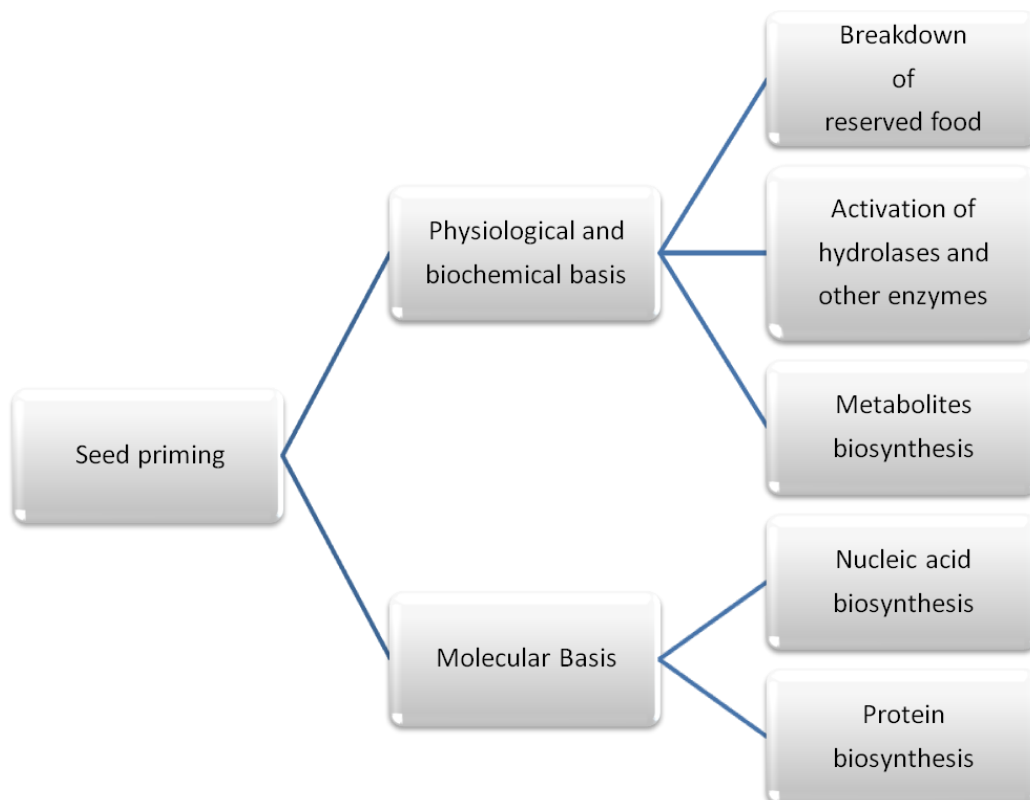 Seed priming
Physiological and
biochemical basis
Breakdown
of
reserved food
Activation of
hydrolases and
other enzymes
Metabolites
biosynthesis
Molecular Basis
Nucleic acid
biosynthesis
Protein
biosynthesis